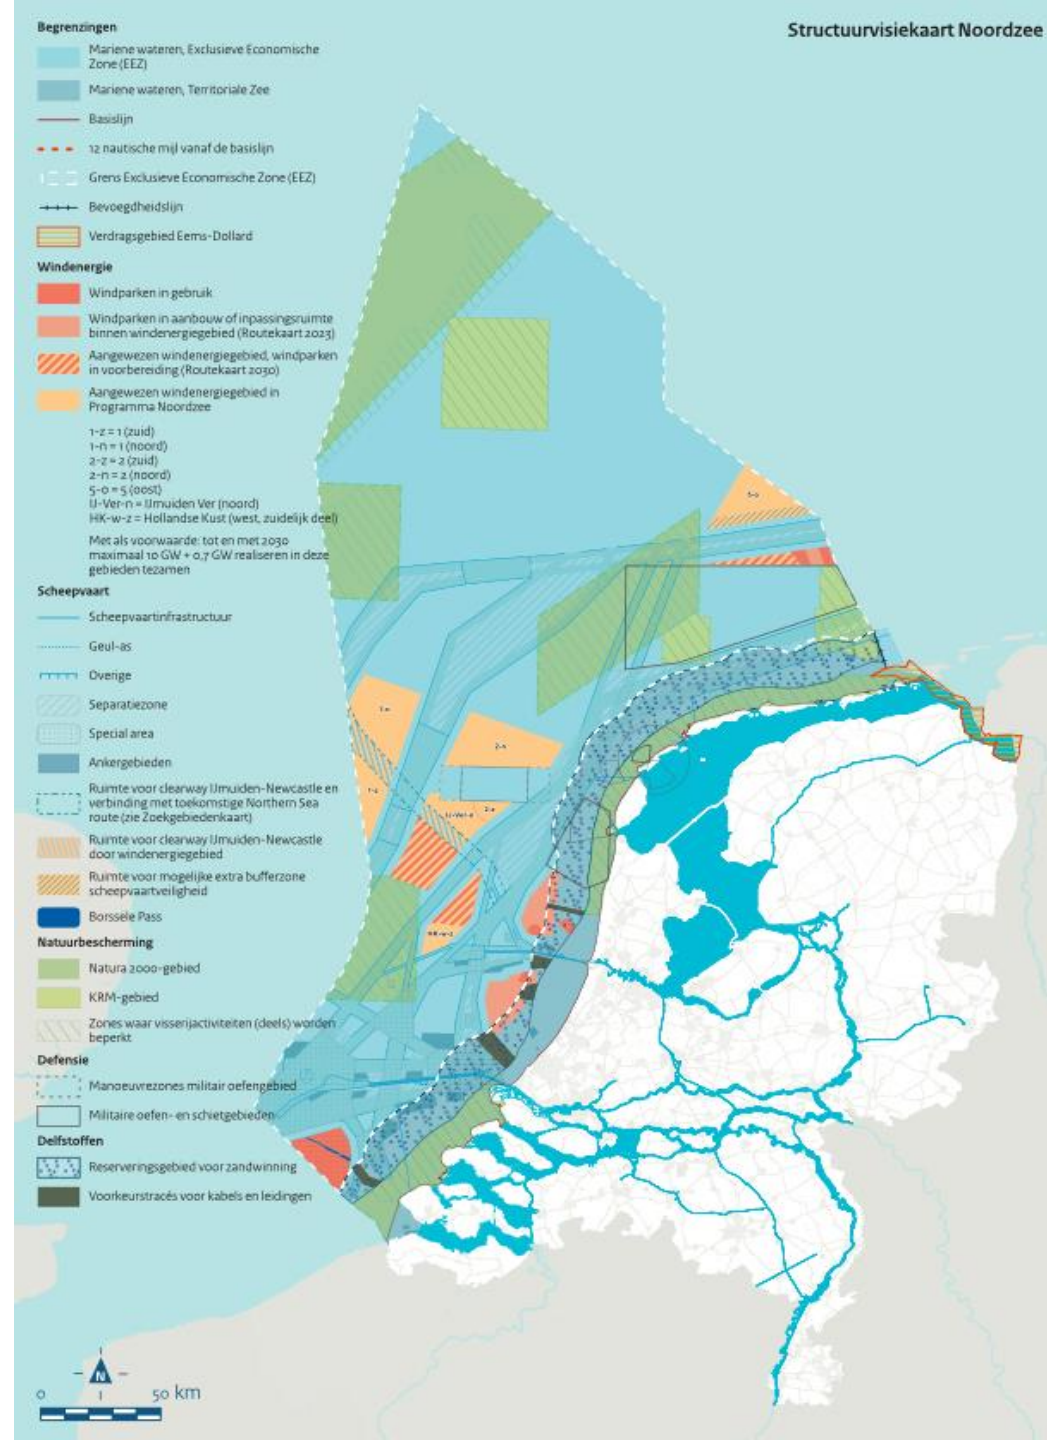 Structuurvisiekaart Noordzee
Begrenzingen
Mariene wateren, Exclusieve Economische
Zone (EEZ)
Mariene wateren, Territoriale Zee
Basislijn
12 nautische mijl vanaf de basislijn
Grens Exclusieve Economische Zone (EEZ)
Bevoegdheidslijn
Verdragsgebied Eems-Dollard
Windenergie
Windparken in gebruik
Windparken in aanbouw of inpassingsruimte
binnen windenergiegebied (Routekaart 2023)
Aangewezen windenergiegebied, windparken
in voorbereiding (Routekaart 2030)
Aangewezen windenergiegebied in
Programma Noordzee
1-z = 1 (zuid)
1-n = 1 (noord)
2-z = 2 (zuid)
2-n = 2 (noord)
5-o = 5 (oost)
IJ-Ver-n = IJmuiden Ver (noord)
HK-w-z = Hollandse Kust (west, zuidelijk deel)
Met als voorwaarde: tot en met 2030
maximaal 10 GW + 0,7 GW realiseren in deze
gebieden tezamen
Scheepvaart
Scheepvaartinfrastructuur
Geul-as
Overige
Separatiezone
Special area
Ankergebieden
Ruimte voor clearway IJmuiden-Newcastle en
verbinding met toekomstige Northern Sea
route (zie Zoekgebiedenkaart)
Ruimte voor clearway IJmuiden-Newcastle
door windenergiegebied
Ruimte voor mogelijke extra bufferzone
scheepvaartveiligheid
Borssele Pass
Natuurbescherming
Natura 2000-gebied
KRM-gebied
Zones waar visserijactiviteiten (deels) worden
beperkt
Defensie
Manoeuvrezones militair oefengebied
Militaire oefen- en schietgebieden
Delfstoffen
Reserveringsgebied voor zandwinning
Voorkeurstracés voor kabels en leidingen
5-o
1-n
2-n
1-z
2-z
IJ-Ver-n
HK-w-z
N
0
50 km